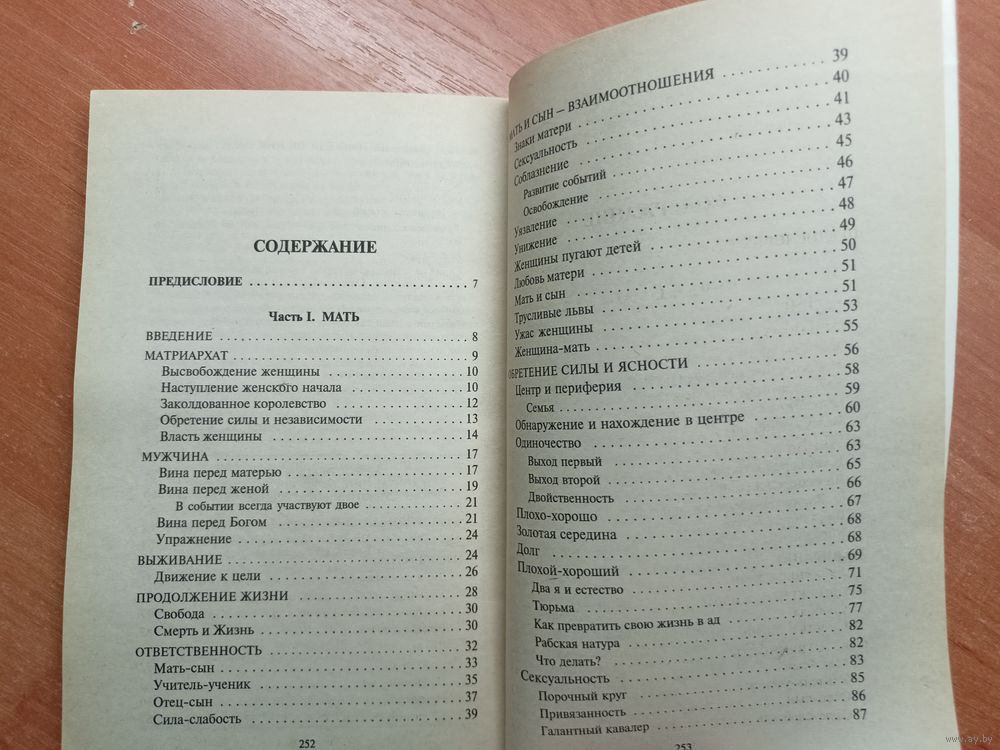 СОДЕРЖАНИЕ
ПРЕДИСЛОВИЕ 7
Часть I. МАТЬ
ВВЕДЕНИЕ 8
МАТРИАРХАТ 9
Высвобождение женщины 10
Наступление женского начала 10
Заколдованное королевство 12
Обретение силы и независимости 13
Власть женщины 14
МУЖЧИНА 17
Вина перед матерью 17
Вина перед женой 19
В событии всегда участвуют двое 21
Вина перед Богом 21
Упражнение 24
ВЫЖИВАНИЕ 24
Движение к цели 26
ПРОДОЛЖЕНИЕ ЖИЗНИ 28
Свобода 30
Смерть и Жизнь 30
ОТВЕТСТВЕННОСТЬ 32
Мать-сын 33
Учитель-ученик 35
Отец-сын 37
Сила-слабость 39
252
МАТЬ И СЫН – ВЗАИМООТНОШЕНИЯ 39
Знаки матери 40
Сексуальность 41
Соблазнение 43
Развитие событий 45
Освобождение 46
Уязвление 47
Унижение 48
Женщины пугают детей 49
Любовь матери 50
Мать и сын 51
Трусливые львы 51
Ужас женщины 53
Женщина-мать 55
ОБРЕТЕНИЕ СИЛЫ И ЯСНОСТИ 56
Центр и периферия 58
Семья 59
Обнаружение и нахождение в центре 60
Одиночество 63
Выход первый 63
Выход второй 65
Двойственность 66
Плохо-хорошо 67
Золотая середина 68
Долг 68
Плохой-хороший 69
Два я и естество 71
Тюрьма 75
Как превратить свою жизнь в ад 77
Рабская натура 82
Что делать? 82
Сексуальность 83
Порочный круг 85
Привязанность 86
Галантный кавалер 87
253
www.ay.by